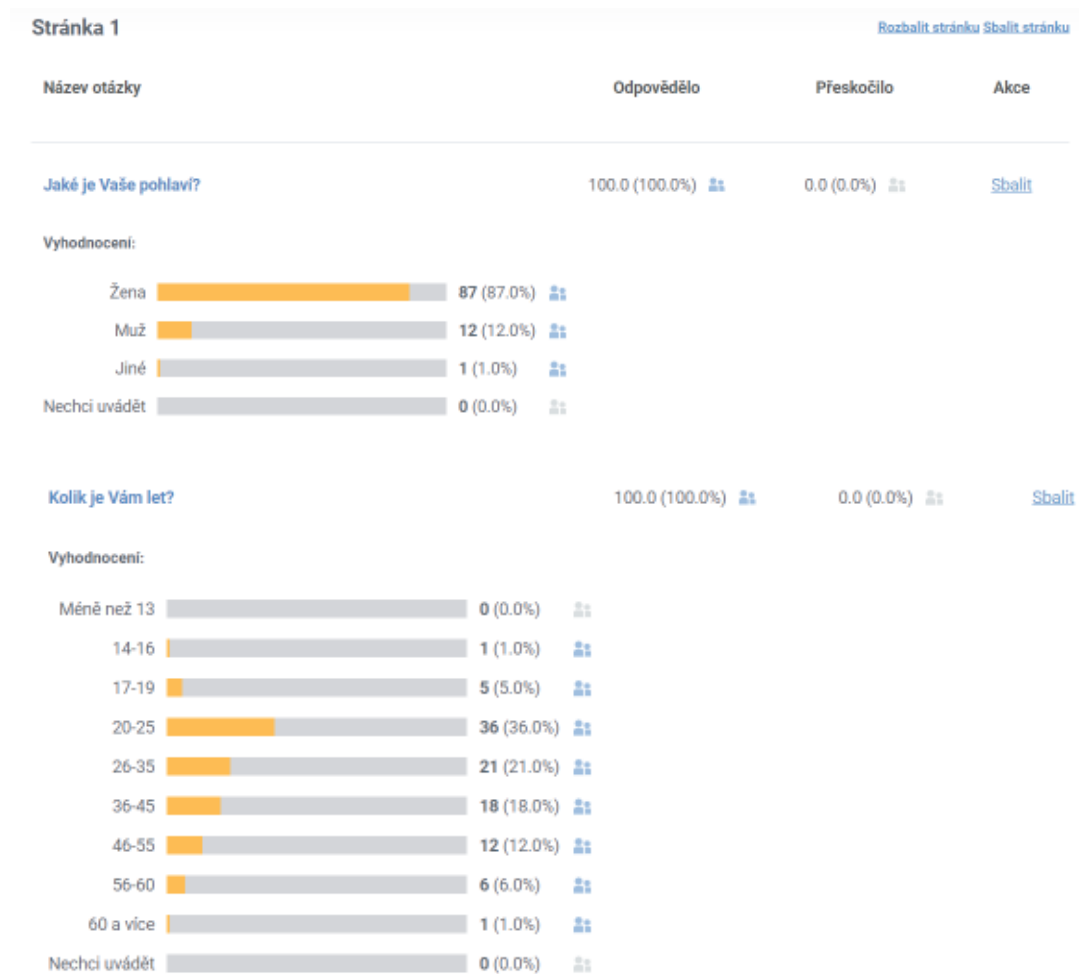 Stránka 1 Rozbalit stránku Sbalit stránku
Název otázky Odpovědělo Přeskočilo Akce
Jaké je Vaše pohlaví? 100.0 (100.0%) 0.0 (0.0%) Sbalit
Vyhodnocení:
Žena 87 (87.0%)
Muž 12 (12.0%)
Jiné 1 (1.0%)
Nechci uvádět 0 (0.0%)
Kolik je Vám let? 100.0 (100.0%) 0.0 (0.0%) Sbalit
Vyhodnocení:
Méně než 13 0 (0.0%)
14-16 1 (1.0%)
17-19 5 (5.0%)
20-25 36 (36.0%)
26-35 21 (21.0%)
36-45 18 (18.0%)
46-55 12 (12.0%)
56-60 6 (6.0%)
60 a více 1 (1.0%)
Nechci uvádět 0 (0.0%)